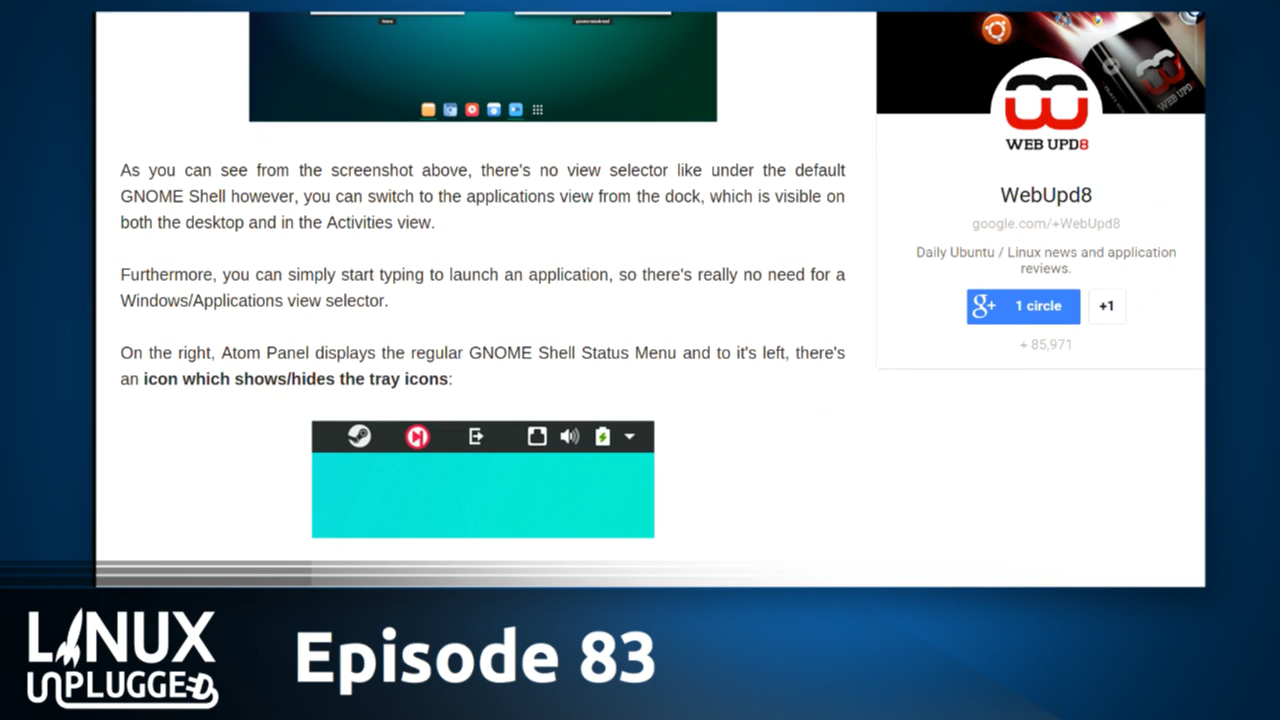 Home
As you can see from the screenshot above, there's no view selector like under the default
GNOME Shell however, you can switch to the applications view from the dock, which is visible on
both the desktop and in the Activities view.
Furthermore, you can simply start typing to launch an application, so there's really no need for a
Windows/Applications view selector.
On the right, Atom Panel displays the regular GNOME Shell Status Menu and to it's left, there's
an icon which shows/hides the tray icons:
WEB UPD8
WEB UPD8
WebUpd8
google.com/+WebUpd8
Daily Ubuntu / Linux news and application
reviews.
g+ 1 circle +1
+ 85,971
LINUX
UNPLUGGED
Episode 83